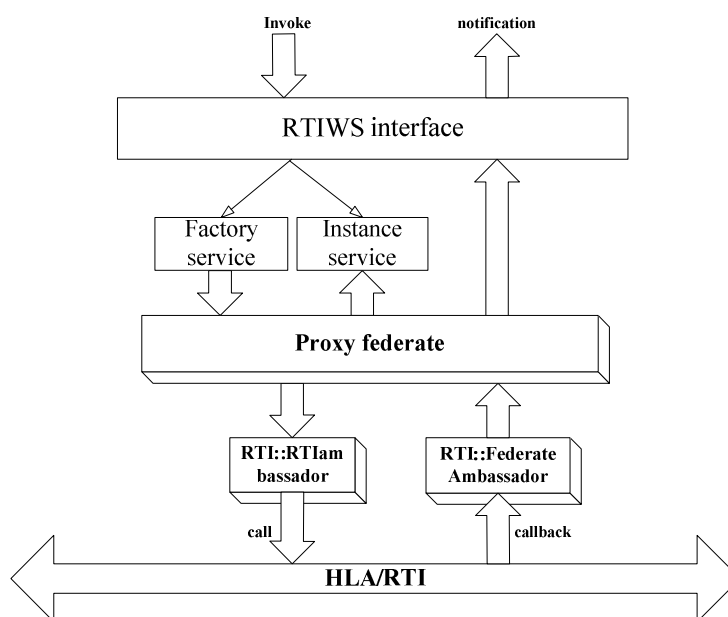 Invoke
notification
RTIWS interface
Factory
service
Instance
service
Proxy federate
RTI::RTIam
bassador
RTI::Federate
Ambassador
call
callback
HLA/RTI